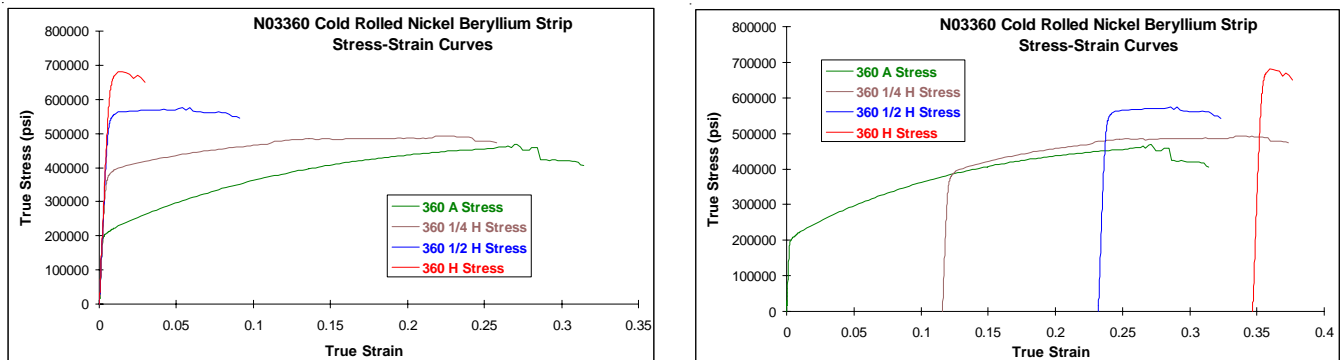 N03360 Cold Rolled Nickel Beryllium Strip
Stress-Strain Curves
True Stress (psi)
800000
700000
600000
500000
400000
300000
200000
100000
0
360 A Stress
360 1/4 H Stress
360 1/2 H Stress
360 H Stress
0 0.05 0.1 0.15 0.2 0.25 0.3 0.35
True Strain
N03360 Cold Rolled Nickel Beryllium Strip
Stress-Strain Curves
True Stress (psi)
800000
700000
600000
500000
400000
300000
200000
100000
0
360 A Stress
360 1/4 H Stress
360 1/2 H Stress
360 H Stress
0 0.05 0.1 0.15 0.2 0.25 0.3 0.35 0.4
True Strain